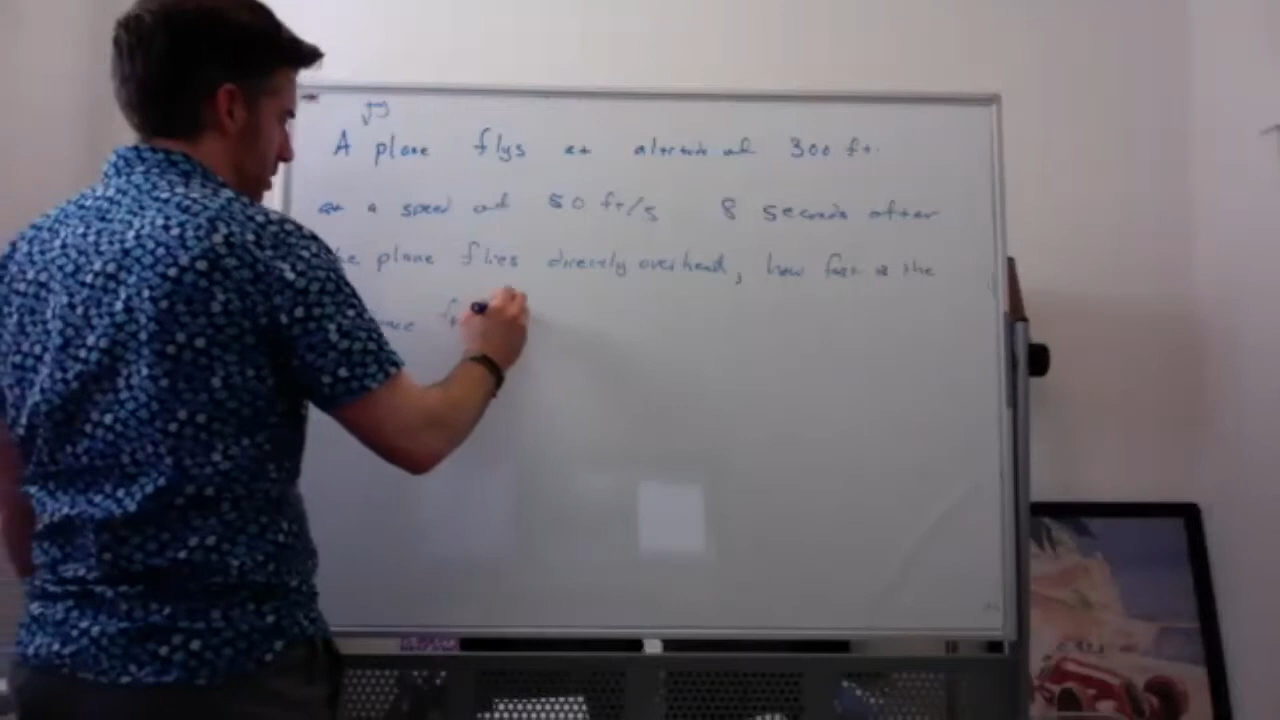 A plane flys at altitude of 300 ft.
at a speed of 50 ft/s 8 seconds after
the plane flies directly overhead, how fast is the